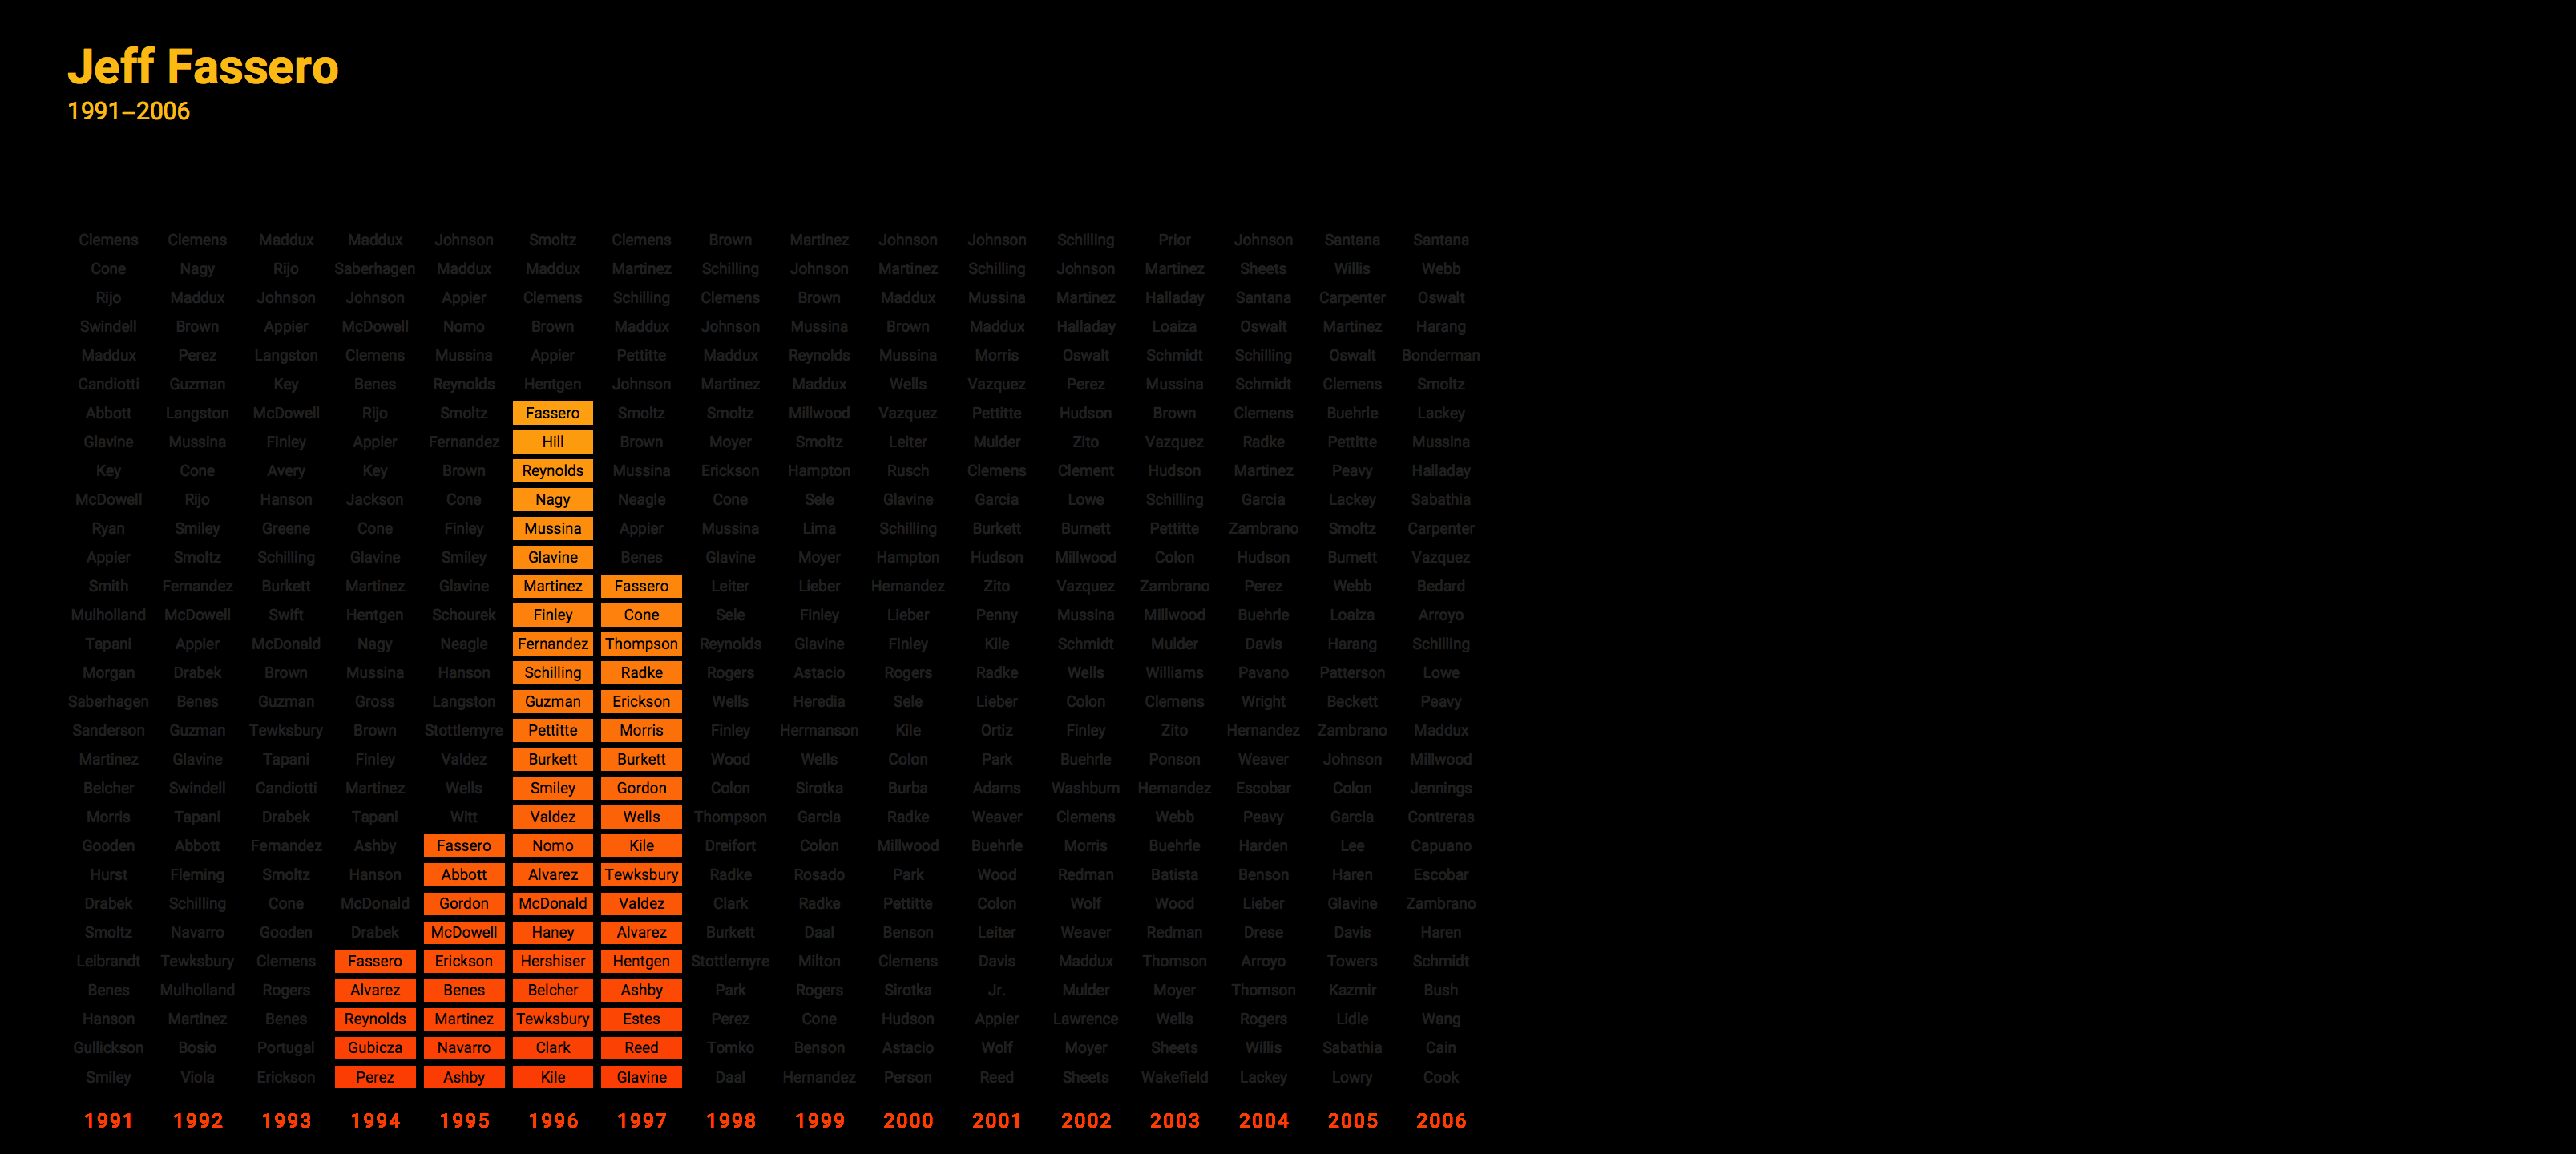 Jeff Fassero
1991–2006
Clemens Clemens Maddux Maddux Johnson Smoltz Clemens Brown Martinez Johnson Johnson Schilling Prior Johnson Santana Santana
Cone Nagy Rijo Saberhagen Maddux Maddux Martinez Schilling Johnson Martinez Schilling Johnson Martinez Sheets Willis Webb
Rijo Maddux Johnson Johnson Appier Clemens Schilling Clemens Brown Maddux Mussina Martinez Halladay Santana Carpenter Oswalt
Swindell Brown Appier McDowell Nomo Brown Maddux Johnson Mussina Brown Maddux Halladay Loaiza Oswalt Martinez Harang
Maddux Perez Langston Clemens Mussina Appier Pettitte Maddux Reynolds Mussina Morris Oswalt Schmidt Schilling Oswalt Bonderman
Candiotti Guzman Key Benes Reynolds Hentgen Johnson Martinez Maddux Wells Vazquez Perez Mussina Schmidt Clemens Smoltz
Abbott Langston McDowell Rijo Smoltz Fassero Smoltz Smoltz Millwood Vazquez Pettitte Hudson Brown Clemens Buehrle Lackey
Glavine Mussina Finley Appier Fernandez Hill Brown Moyer Smoltz Leiter Mulder Zito Vazquez Radke Pettitte Mussina
Key Cone Avery Key Brown Reynolds Mussina Erickson Hampton Rusch Clemens Clement Hudson Martinez Peavy Halladay
McDowell Rijo Hanson Jackson Cone Nagy Neagle Cone Sele Glavine Garcia Lowe Schilling Garcia Lackey Sabathia
Ryan Smiley Greene Cone Finley Mussina Appier Mussina Lima Schilling Burkett Burnett Pettitte Zambrano Smoltz Carpenter
Appier Smoltz Schilling Glavine Smiley Glavine Benes Glavine Moyer Hampton Hudson Millwood Colon Hudson Burnett Vazquez
Smith Fernandez Burkett Martinez Glavine Martinez Fassero Leiter Lieber Hernandez Zito Vazquez Zambrano Perez Webb Bedard
Mulholland McDowell Swift Hentgen Schourek Finley Cone Sele Finley Lieber Penny Mussina Millwood Buehrle Loaiza Arroyo
Tapani Appier McDonald Nagy Neagle Fernandez Thompson Reynolds Glavine Finley Kile Schmidt Mulder Davis Harang Schilling
Morgan Drabek Brown Mussina Hanson Schilling Radke Rogers Astacio Rogers Radke Wells Williams Pavano Patterson Lowe
Saberhagen Benes Guzman Gross Langston Guzman Erickson Wells Heredia Sele Lieber Colon Clemens Wright Beckett Peavy
Sanderson Guzman Tewksbury Brown Stottlemyre Pettitte Morris Finley Hermanson Kile Ortiz Finley Zito Hernandez Zambrano Maddux
Martinez Glavine Tapani Finley Valdez Burkett Burkett Wood Wells Colon Park Buehrle Ponson Weaver Johnson Millwood
Belcher Swindell Candiotti Martinez Wells Smiley Gordon Colon Sirotka Burba Adams Washburn Hernandez Escobar Colon Jennings
Morris Tapani Drabek Tapani Witt Valdez Wells Thompson Garcia Radke Weaver Clemens Webb Peavy Garcia Contreras
Gooden Abbott Fernandez Ashby Fassero Nomo Kile Dreifort Colon Millwood Buehrle Morris Buehrle Harden Lee Capuano
Hurst Fleming Smoltz Hanson Abbott Alvarez Tewksbury Radke Rosado Park Wood Redman Batista Benson Haren Escobar
Drabek Schilling Cone McDonald Gordon McDonald Valdez Clark Radke Pettitte Colon Wolf Wood Lieber Glavine Zambrano
Smoltz Navarro Gooden Drabek McDowell Haney Alvarez Burkett Daal Benson Leiter Weaver Redman Drese Davis Haren
Leibrandt Tewksbury Clemens Fassero Erickson Hershiser Hentgen Stottlemyre Milton Clemens Davis Maddux Thomson Arroyo Towers Schmidt
Benes Mulholland Rogers Alvarez Benes Belcher Ashby Park Rogers Sirotka Jr. Mulder Moyer Thomson Kazmir Bush
Hanson Martinez Benes Reynolds Martinez Tewksbury Estes Perez Cone Hudson Appier Lawrence Wells Rogers Lidle Wang
Gullickson Bosio Portugal Gubicza Navarro Clark Reed Tomko Benson Astacio Wolf Moyer Sheets Willis Sabathia Cain
Smiley Viola Erickson Perez Ashby Kile Glavine Daal Hernandez Person Reed Sheets Wakefield Lackey Lowry Cook
1991 1992 1993 1994 1995 1996 1997 1998 1999 2000 2001 2002 2003 2004 2005 2006